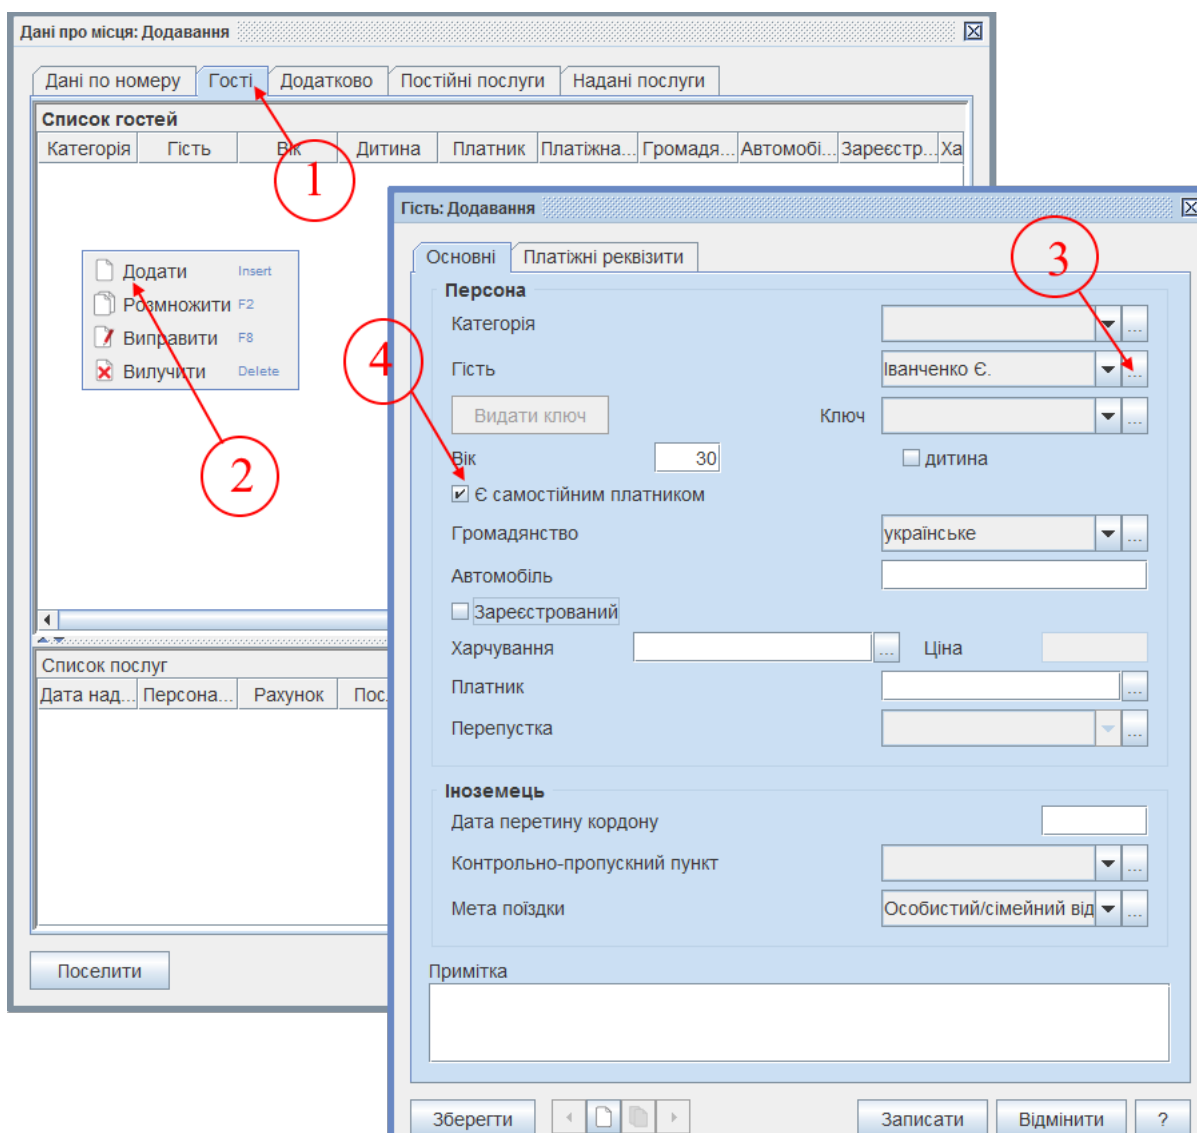 Дані про місця: Додавання
Дані по номеру Гості Додатково Постійні послуги Надані послуги
Список гостей
Категорія Гість Вік Дитина Платник Платіжна... Громадя... Автомобі... Зареєстр... Ха
1
Додати Insert
Розмножити F2
Виправити F8
Вилучити Delete
2
Список послуг
Дата над... Персона... Рахунок Пос
Поселити
Гість: Додавання
Основні Платіжні реквізити
3
Персона
Категорія ...
4
Гість Іванченко Є. ...
Видати ключ Ключ ...
Вік 30 дитина
Є самостійним платником
Громадянство українське ...
Автомобіль
Зареєстрований
Харчування ... Ціна
Платник ...
Перепустка ...
Іноземець
Дата перетину кордону
Контрольно-пропускний пункт ...
Мета поїздки Особистий/сімейний від ...
Примітка
Зберегти Записати Відмінити ?